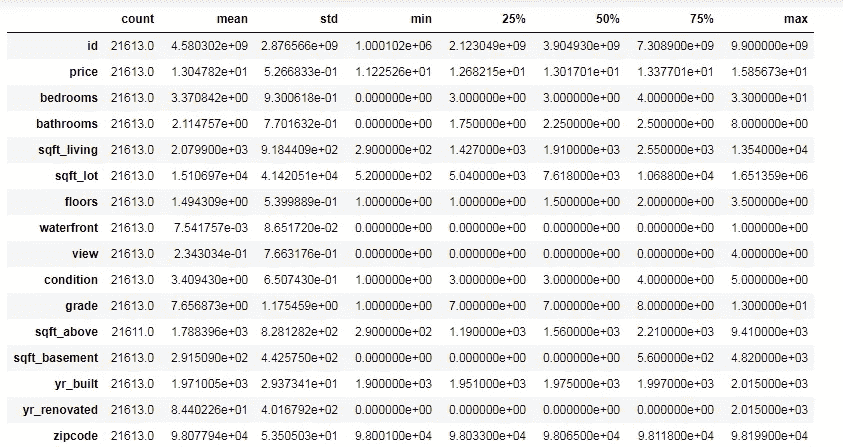 count mean std min 25% 50% 75% max
id 21613.0 4.580302e+09 2.876566e+09 1.000102e+06 2.123049e+09 3.904930e+09 7.308900e+09 9.900000e+09
price 21613.0 1.304782e+01 5.266833e-01 1.122526e+01 1.268215e+01 1.301701e+01 1.337701e+01 1.585673e+01
bedrooms 21613.0 3.370842e+00 9.300618e-01 0.000000e+00 3.000000e+00 3.000000e+00 4.000000e+00 3.300000e+01
bathrooms 21613.0 2.114757e+00 7.701632e-01 0.000000e+00 1.750000e+00 2.250000e+00 2.500000e+00 8.000000e+00
sqft_living 21613.0 2.079900e+03 9.184409e+02 2.900000e+02 1.427000e+03 1.910000e+03 2.550000e+03 1.354000e+04
sqft_lot 21613.0 1.510697e+04 4.142051e+04 5.200000e+02 5.040000e+03 7.618000e+03 1.068800e+04 1.651359e+06
floors 21613.0 1.494309e+00 5.399889e-01 1.000000e+00 1.000000e+00 1.500000e+00 2.000000e+00 3.500000e+00
waterfront 21613.0 7.541757e-03 8.651720e-02 0.000000e+00 0.000000e+00 0.000000e+00 0.000000e+00 1.000000e+00
view 21613.0 2.343034e-01 7.663176e-01 0.000000e+00 0.000000e+00 0.000000e+00 0.000000e+00 4.000000e+00
condition 21613.0 3.409430e+00 6.507430e-01 1.000000e+00 3.000000e+00 3.000000e+00 4.000000e+00 5.000000e+00
grade 21613.0 7.656873e+00 1.175459e+00 1.000000e+00 7.000000e+00 7.000000e+00 8.000000e+00 1.300000e+01
sqft_above 21611.0 1.788396e+03 8.281282e+02 2.900000e+02 1.190000e+03 1.560000e+03 2.210000e+03 9.410000e+03
sqft_basement 21613.0 2.915090e+02 4.425750e+02 0.000000e+00 0.000000e+00 0.000000e+00 5.600000e+02 4.820000e+03
yr_built 21613.0 1.971005e+03 2.937341e+01 1.900000e+03 1.951000e+03 1.975000e+03 1.997000e+03 2.015000e+03
yr_renovated 21613.0 8.440226e+01 4.016792e+02 0.000000e+00 0.000000e+00 0.000000e+00 0.000000e+00 2.015000e+03
zipcode 21613.0 9.807794e+04 5.350503e+01 9.800100e+04 9.803300e+04 9.806500e+04 9.811800e+04 9.819900e+04